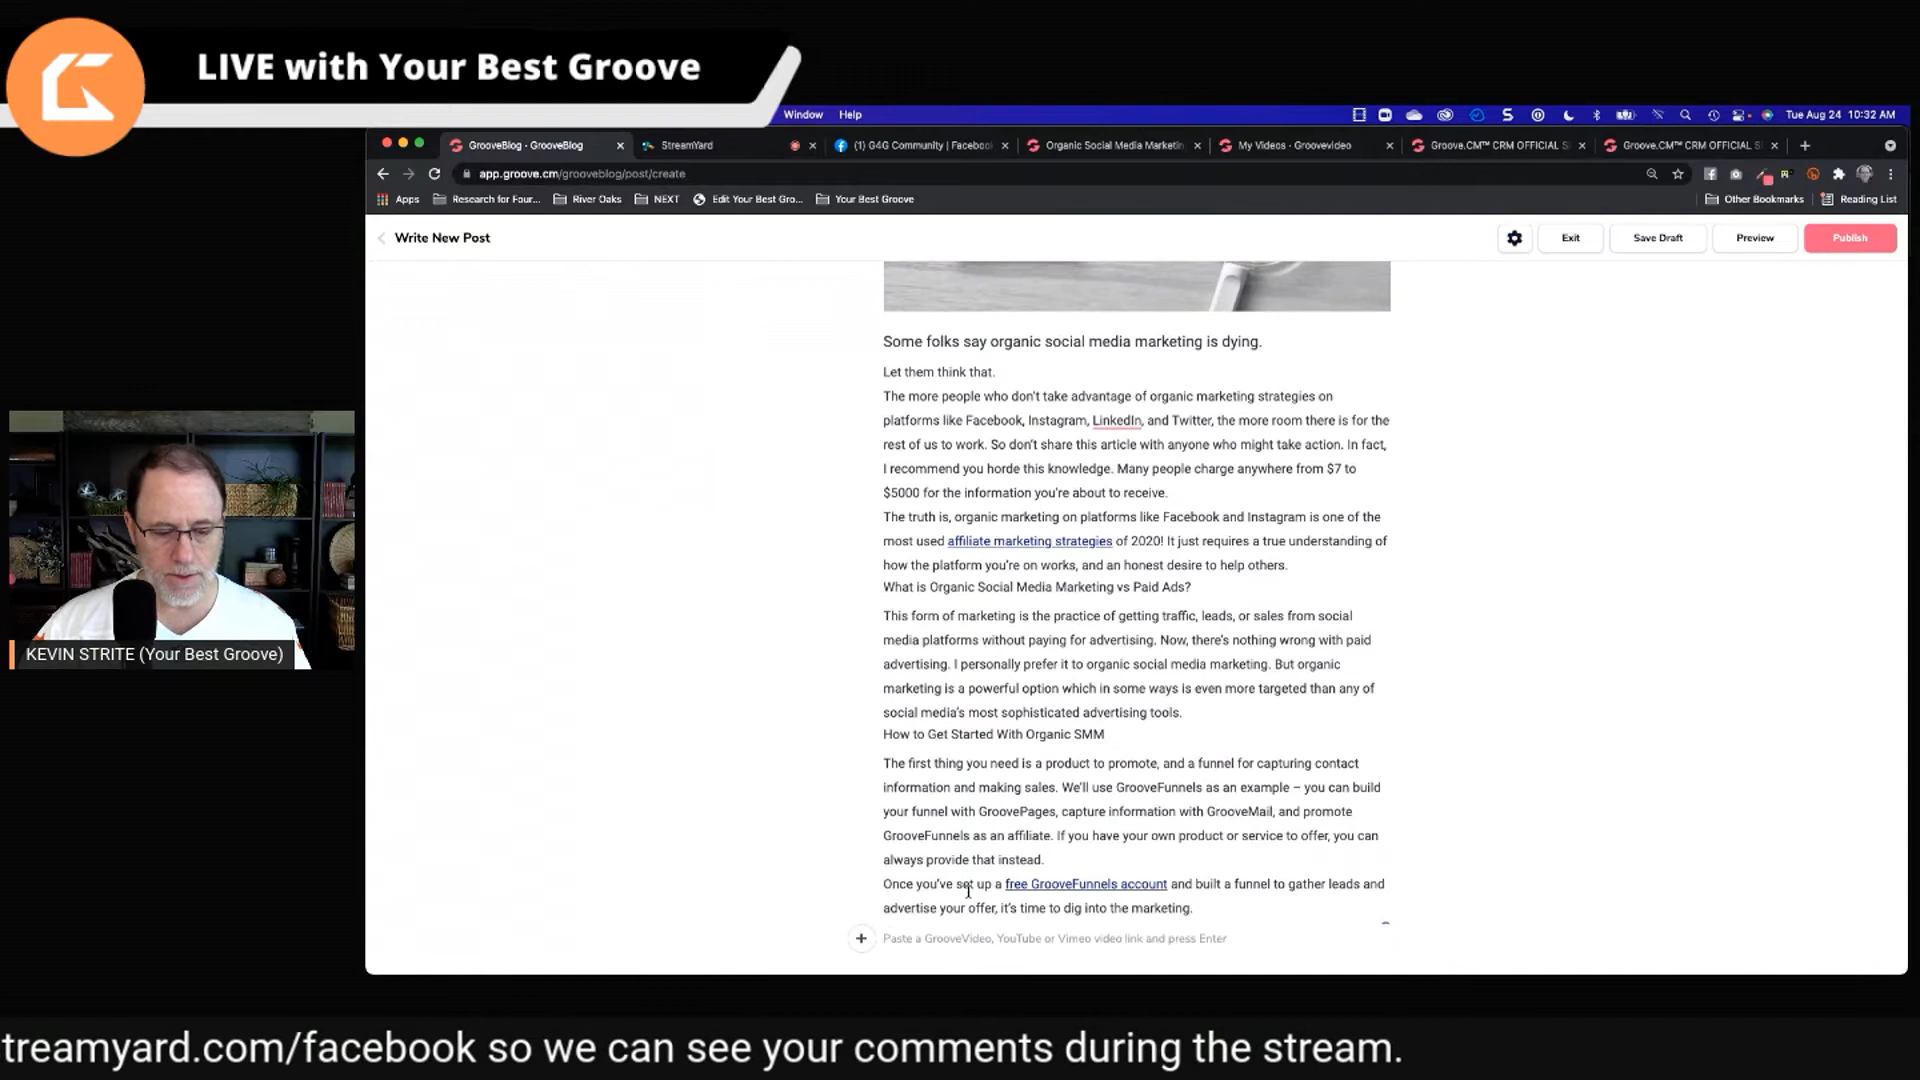 LIVE with Your Best Groove
Window Help
Tue Aug 24 10:32 AM
GrooveBlog - GrooveBlog
StreamYard
(1) G4G Community | Facebook
Organic Social Media Marketin
My Videos - Groovevideo
Groove.CM™ CRM OFFICIAL S
Groove.CM™ CRM OFFICIAL S
app.groove.cm/grooveblog/post/create
Apps
Research for Four...
River Oaks
NEXT
Edit Your Best Gro...
Your Best Groove
Other Bookmarks
Reading List
Write New Post
Exit
Save Draft
Preview
Publish
Some folks say organic social media marketing is dying.
Let them think that.
The more people who don't take advantage of organic marketing strategies on
platforms like Facebook, Instagram, LinkedIn, and Twitter, the more room there is for the
rest of us to work. So don't share this article with anyone who might take action. In fact,
I recommend you horde this knowledge. Many people charge anywhere from $7 to
$5000 for the information you're about to receive.
The truth is, organic marketing on platforms like Facebook and Instagram is one of the
most used affiliate marketing strategies of 2020! It just requires a true understanding of
how the platform you're on works, and an honest desire to help others.
What is Organic Social Media Marketing vs Paid Ads?
This form of marketing is the practice of getting traffic, leads, or sales from social
media platforms without paying for advertising. Now, there's nothing wrong with paid
advertising. I personally prefer it to organic social media marketing. But organic
marketing is a powerful option which in some ways is even more targeted than any of
social media's most sophisticated advertising tools.
How to Get Started With Organic SMM
The first thing you need is a product to promote, and a funnel for capturing contact
information and making sales. We'll use GrooveFunnels as an example – you can build
your funnel with GroovePages, capture information with GrooveMail, and promote
GrooveFunnels as an affiliate. If you have your own product or service to offer, you can
always provide that instead.
Once you've set up a free GrooveFunnels account and built a funnel to gather leads and
advertise your offer, it's time to dig into the marketing.
Paste a GrooveVideo, YouTube or Vimeo video link and press Enter
KEVIN STRITE (Your Best Groove)
treamyard.com/facebook so we can see your comments during the stream.